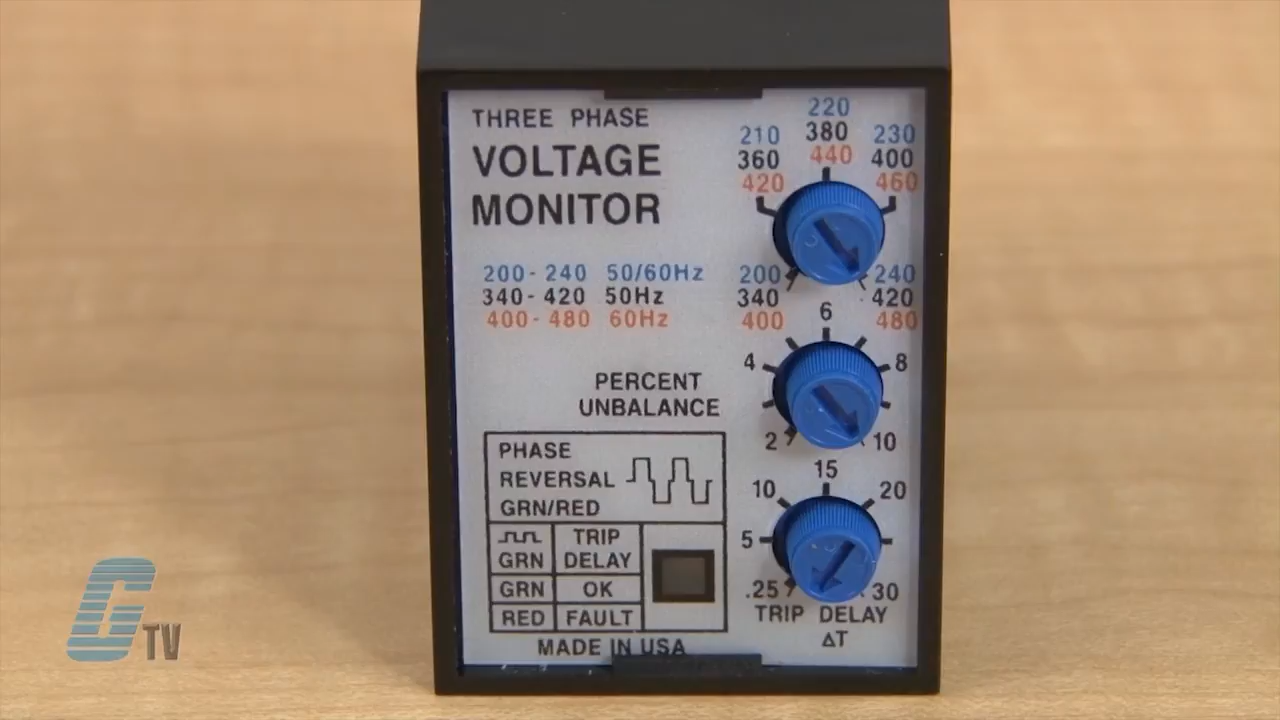 THREE PHASE
VOLTAGE
MONITOR
200-240 50/60Hz
340-420 50Hz
400-480 60Hz
220
380
440
210
360
420
230
400
460
200
340
400
240
420
480
PERCENT
UNBALANCE
6
4
8
2
10
PHASE
REVERSAL
GRN/RED
GRN TRIP DELAY
GRN OK
RED FAULT
15
10
20
5
.25
30
TRIP DELAY
ΔT
MADE IN USA
G TV